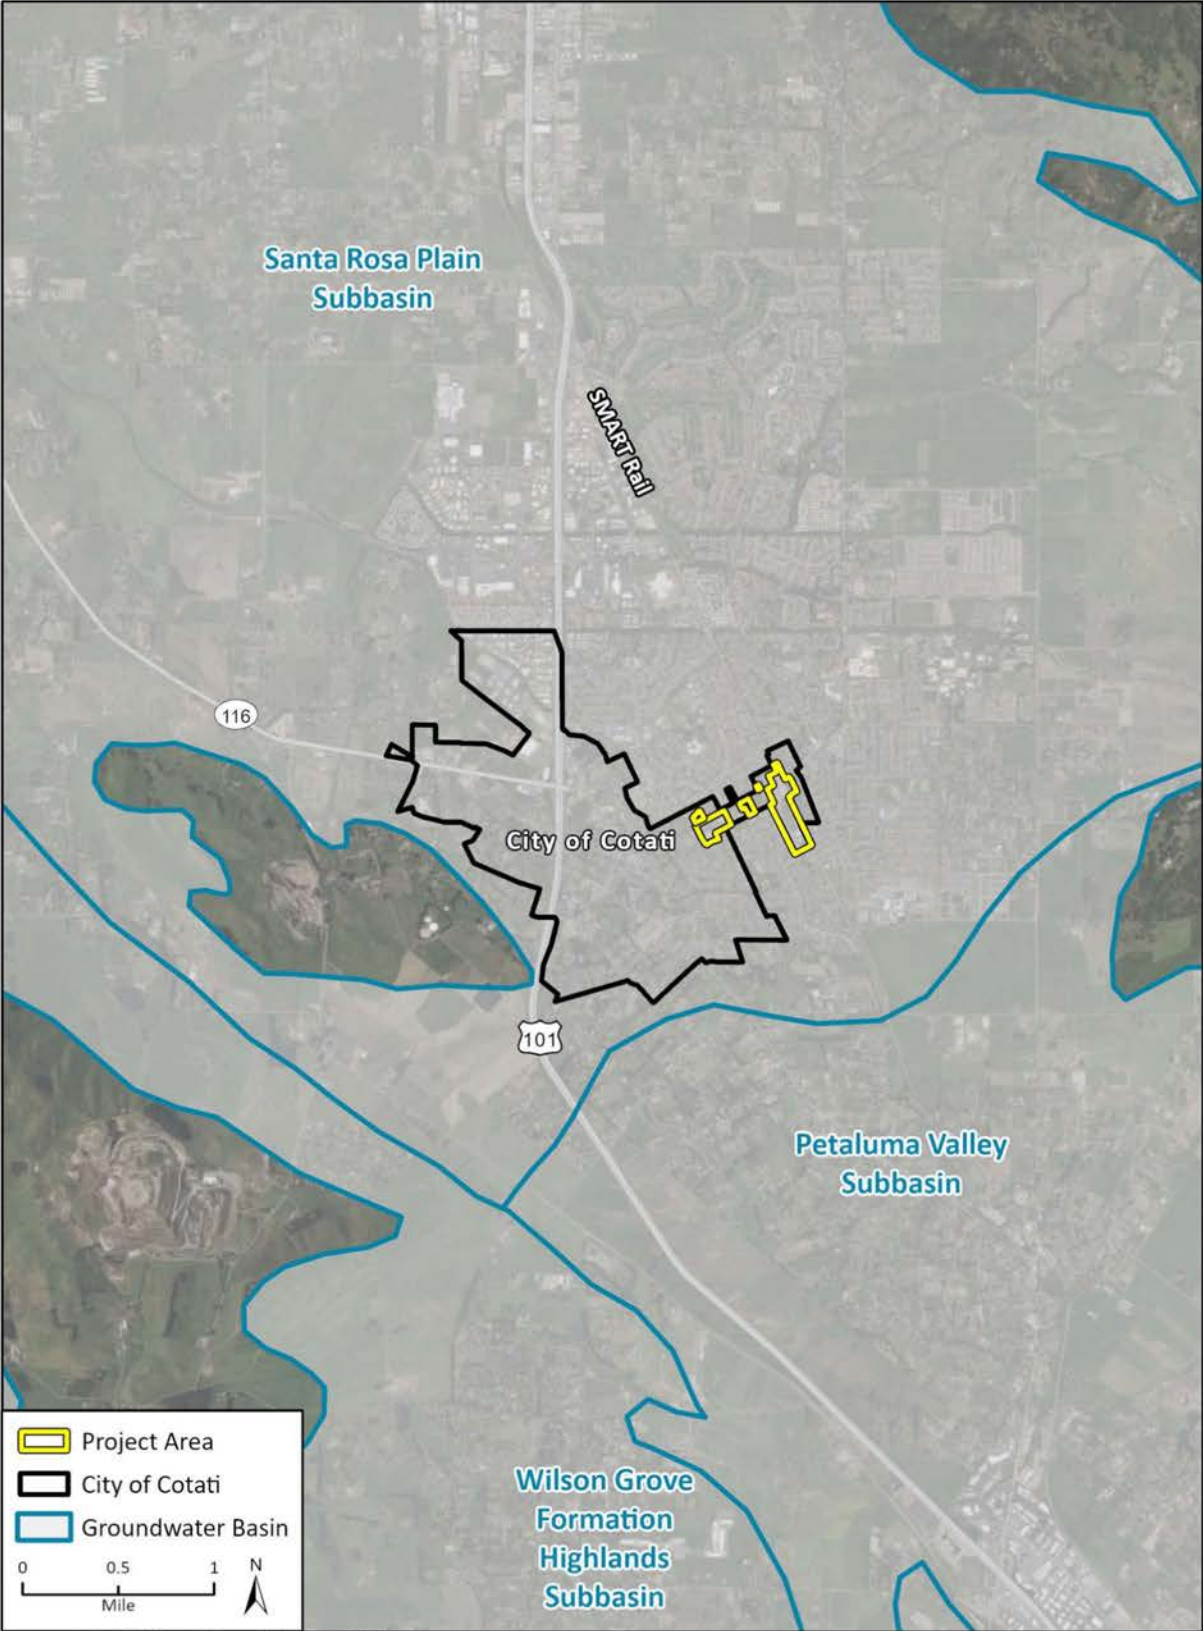 Santa Rosa Plain
Subbasin
SMART Rail
116
City of Cotati
101
Petaluma Valley
Subbasin
Wilson Grove
Formation
Highlands
Subbasin
Project Area
City of Cotati
Groundwater Basin
0 0.5 1
Mile
N